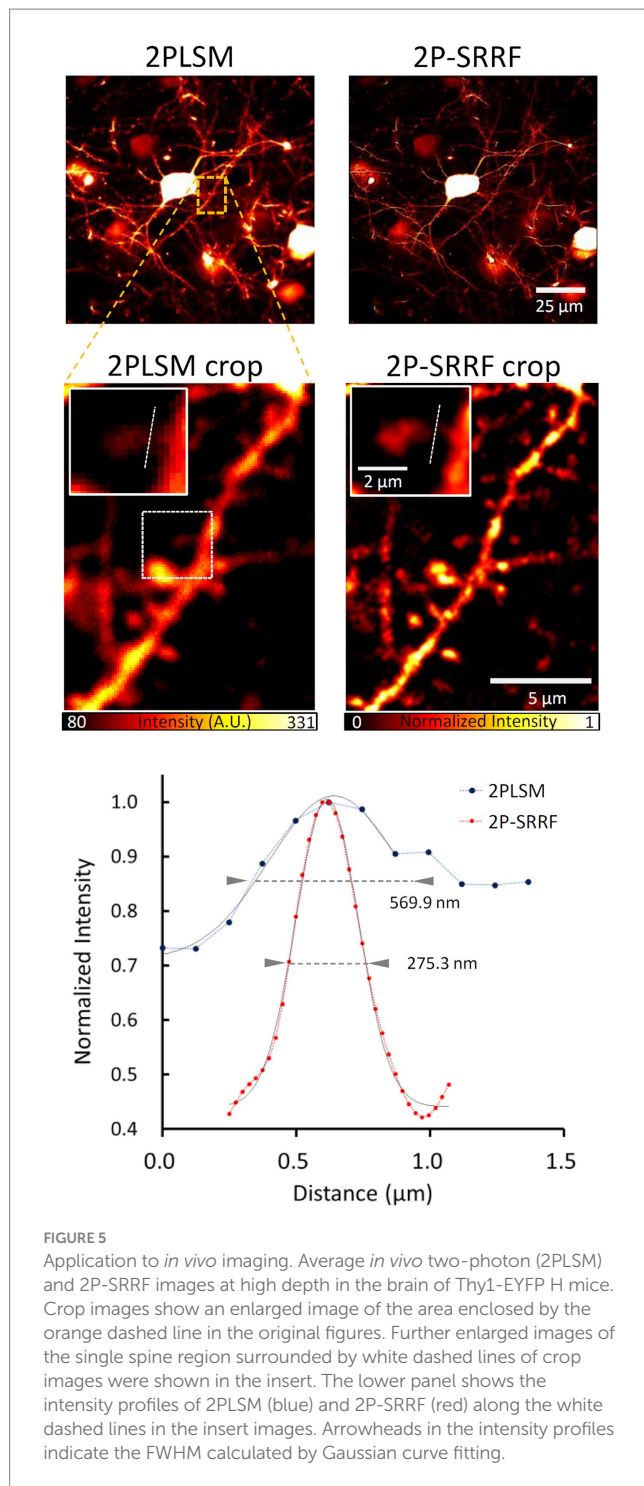 2PLSM
2P-SRRF
25 µm
2PLSM crop
2P-SRRF crop
2 µm
5 µm
80 Intensity (A.U.) 331
0 Normalized Intensity 1
2PLSM
2P-SRRF
569.9 nm
275.3 nm
Normalized Intensity
1.0
0.9
0.8
0.7
0.6
0.5
0.4
0.0 0.5 1.0 1.5
Distance (µm)
FIGURE 5
Application to in vivo imaging. Average in vivo two-photon (2PLSM)
and 2P-SRRF images at high depth in the brain of Thy1-EYFP H mice.
Crop images show an enlarged image of the area enclosed by the
orange dashed line in the original figures. Further enlarged images of
the single spine region surrounded by white dashed lines of crop
images were shown in the insert. The lower panel shows the
intensity profiles of 2PLSM (blue) and 2P-SRRF (red) along the white
dashed lines in the insert images. Arrowheads in the intensity profiles
indicate the FWHM calculated by Gaussian curve fitting.